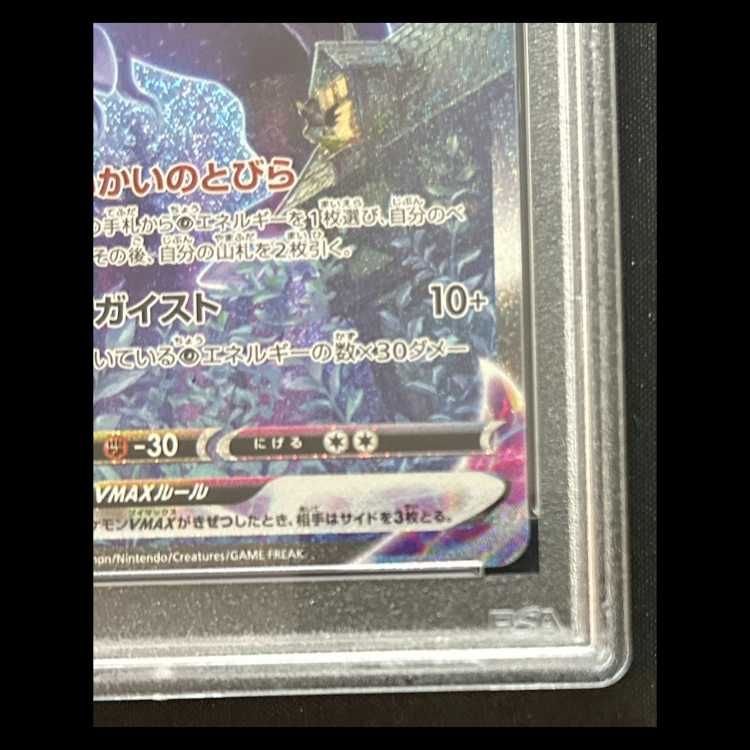 かいのとびら
手札からエネルギーを1枚選び、自分のベ
その後、自分の山札を2枚引く。
ガイスト 10+
いているエネルギーの数×30ダメー
-30 にげる
VMAXルール
ケモンVMAXがきぜつしたとき、相手はサイドを3枚とる。
mon/Nintendo/Creatures/GAME FREAK
PSA